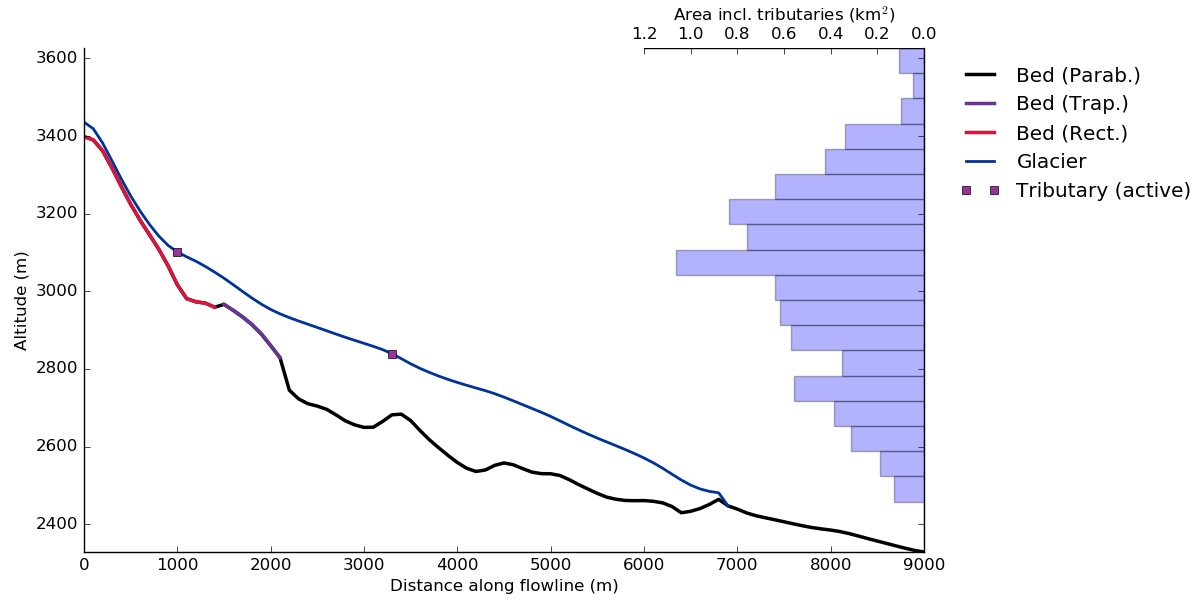 Area incl. tributaries (km²)
1.2 1.0 0.8 0.6 0.4 0.2 0.0
3600
3400
3200
3000
2800
2600
2400
Altitude (m)
0 1000 2000 3000 4000 5000 6000 7000 8000 9000
Distance along flowline (m)
Bed (Parab.)
Bed (Trap.)
Bed (Rect.)
Glacier
Tributary (active)